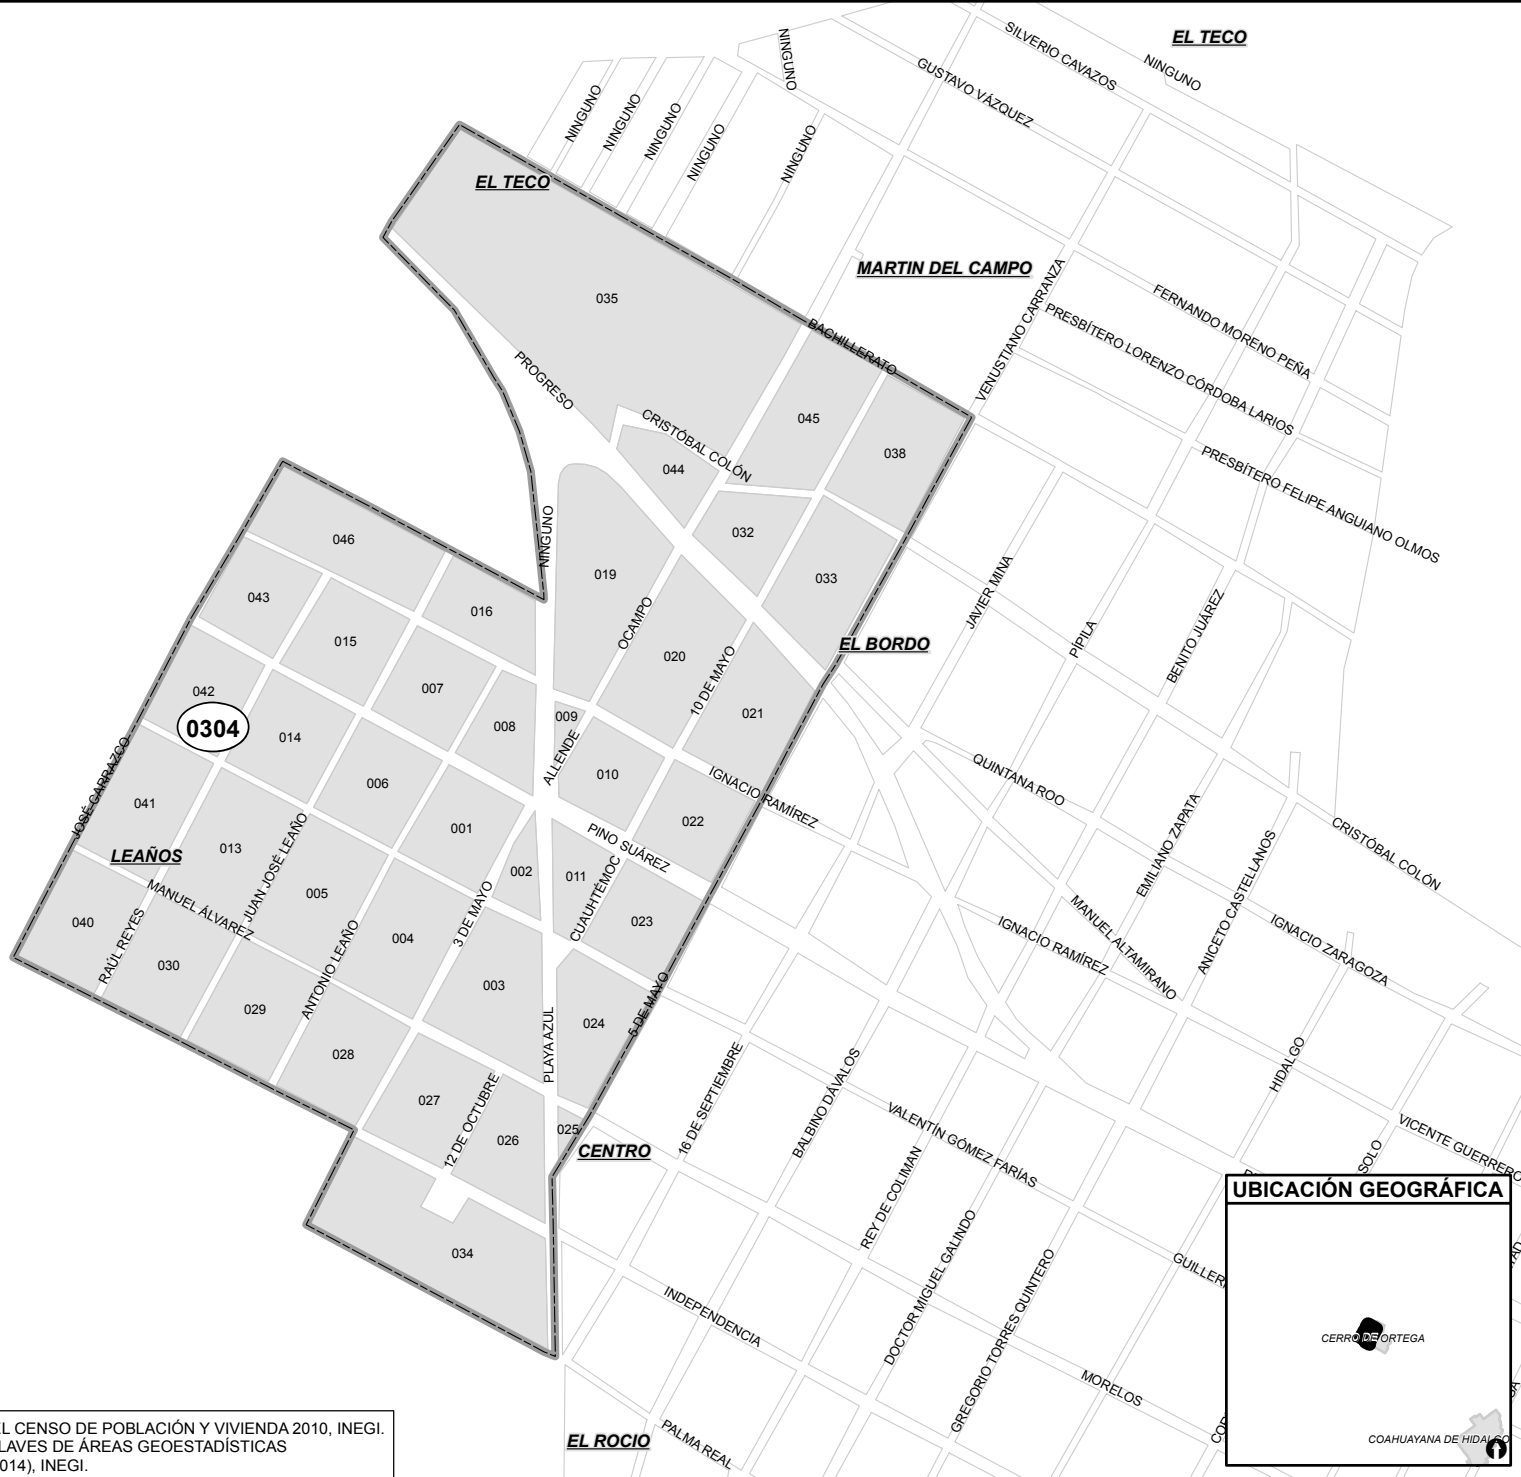 EL TECO
SILVERIO CAVAZOS
NINGUNO
NINGUNO
GUSTAVO VÁZQUEZ
NINGUNO
NINGUNO
NINGUNO
NINGUNO
NINGUNO
EL TECO
MARTIN DEL CAMPO
035
VENUSTIANO CARRANZA
FERNANDO MORENO PEÑA
PRESBÍTERO LORENZO CÓRDOBA LARIOS
BACHILLERATO
PROGRESO
CRISTÓBAL COLÓN
045
038
044
PRESBÍTERO FELIPE ANGUIANO OLMOS
046
NINGUNO
032
019
033
043
016
OCAMPO
JAVIER MINA
BENITO JUÁREZ
PÍPILA
015
020
EL BORDO
042
007
10 DE MAYO
0304
008
009
021
014
ALLENDE
JOSÉ CARRAZCO
006
010
IGNACIO RAMÍREZ
QUINTANA ROO
041
001
022
PINO SUÁREZ
EMILIANO ZAPATA
CRISTÓBAL COLÓN
LEAÑOS
013
JUAN JOSÉ LEAÑO
002
011
CUAUHTÉMOC
ANICETO CASTELLANOS
MANUEL ÁLVAREZ
005
3 DE MAYO
023
MANUEL ALTAMIRANO
IGNACIO ZARAGOZA
040
RAÚL REYES
004
IGNACIO RAMÍREZ
030
ANTONIO LEAÑO
003
029
024
5 DE MAYO
PLAYA AZUL
028
HIDALGO
027
12 DE OCTUBRE
026
025
CENTRO
16 DE SEPTIEMBRE
BALBINO DÁVALOS
VALENTÍN GÓMEZ FARÍAS
VICENTE GUERRERO
SOLO
REY DE COLIMAN
UBICACIÓN GEOGRÁFICA
034
DOCTOR MIGUEL GALINDO
GREGORIO TORRES QUINTERO
GUILLER
INDEPENDENCIA
CERRO DE ORTEGA
MORELOS
EL ROCIO
PALMA REAL
COAHUAYANA DE HIDALGO
EL CENSO DE POBLACIÓN Y VIVIENDA 2010, INEGI.
LAVES DE ÁREAS GEOESTADÍSTICAS
014), INEGI.